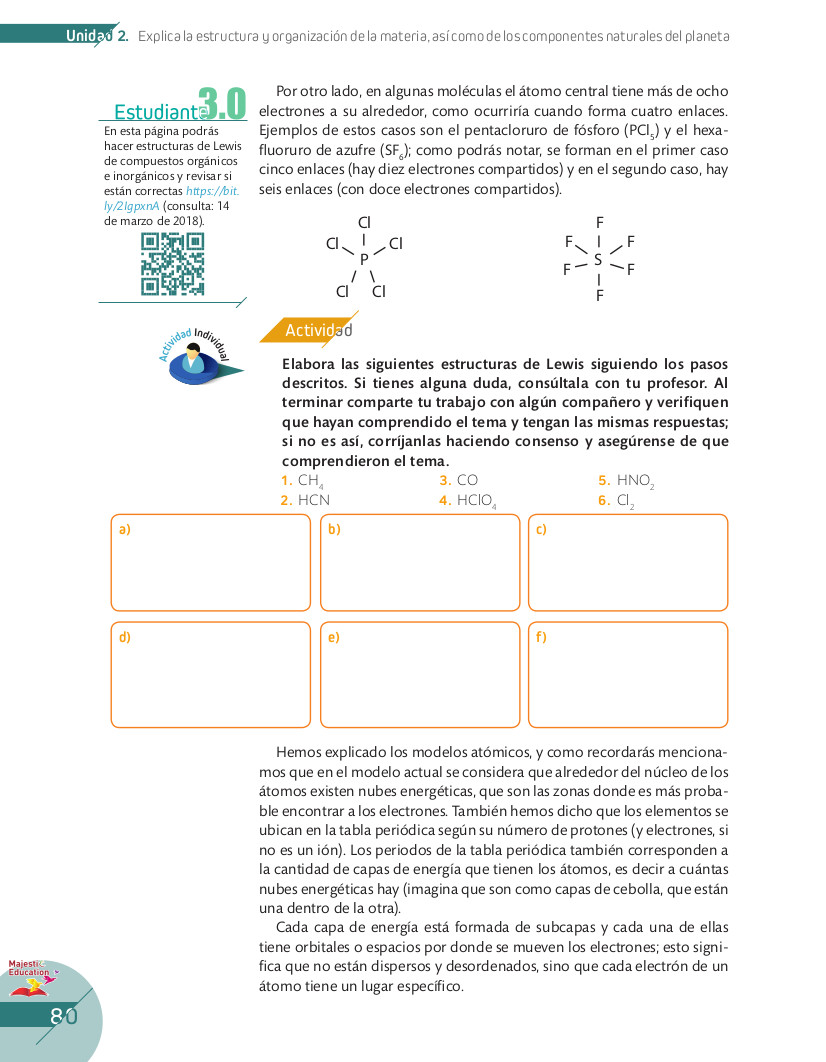 Unidad 2. Explica la estructura y organización de la materia, así como de los componentes naturales del planeta
Estudiante 3.0
En esta página podrás
hacer estructuras de Lewis
de compuestos orgánicos
e inorgánicos y revisar si
están correctas https://bit.
ly/2IgpxnA (consulta: 14
de marzo de 2018).
Por otro lado, en algunas moléculas el átomo central tiene más de ocho
electrones a su alrededor, como ocurriría cuando forma cuatro enlaces.
Ejemplos de estos casos son el pentacloruro de fósforo (PCl₅) y el hexa-
fluoruro de azufre (SF₆); como podrás notar, se forman en el primer caso
cinco enlaces (hay diez electrones compartidos) y en el segundo caso, hay
seis enlaces (con doce electrones compartidos).
Cl
Cl Cl
P
Cl Cl
F
F F
S
F F
F
Actividad Individual
Actividad
Elabora las siguientes estructuras de Lewis siguiendo los pasos
descritos. Si tienes alguna duda, consúltala con tu profesor. Al
terminar comparte tu trabajo con algún compañero y verifiquen
que hayan comprendido el tema y tengan las mismas respuestas;
si no es así, corríjanlas haciendo consenso y asegúrense de que
comprendieron el tema.
1. CH₄ 3. CO 5. HNO₂
2. HCN 4. HClO₄ 6. Cl₂
a) b) c)
d) e) f)
Hemos explicado los modelos atómicos, y como recordarás menciona-
mos que en el modelo actual se considera que alrededor del núcleo de los
átomos existen nubes energéticas, que son las zonas donde es más proba-
ble encontrar a los electrones. También hemos dicho que los elementos se
ubican en la tabla periódica según su número de protones (y electrones, si
no es un ión). Los periodos de la tabla periódica también corresponden a
la cantidad de capas de energía que tienen los átomos, es decir a cuántas
nubes energéticas hay (imagina que son como capas de cebolla, que están
una dentro de la otra).
Cada capa de energía está formada de subcapas y cada una de ellas
tiene orbitales o espacios por donde se mueven los electrones; esto signi-
fica que no están dispersos y desordenados, sino que cada electrón de un
átomo tiene un lugar específico.
Majestic
Education
80